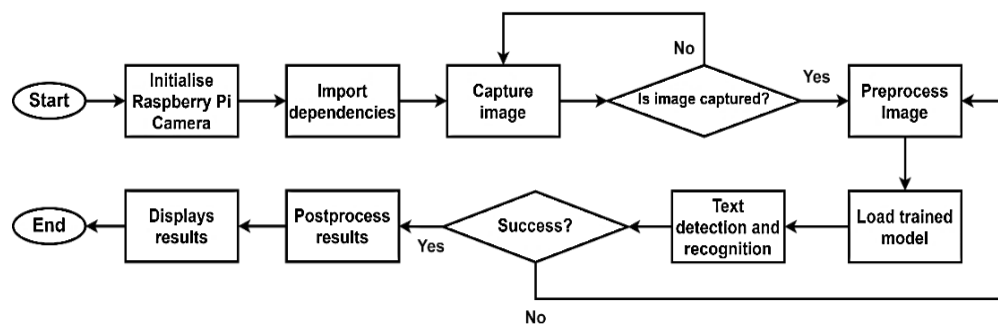 Start
Initialise
Raspberry Pi
Camera
Import
dependencies
Capture
image
Is image captured?
No
Yes
Preprocess
Image
Load trained
model
Text
detection and
recognition
Success?
Yes
No
Postprocess
results
Displays
results
End